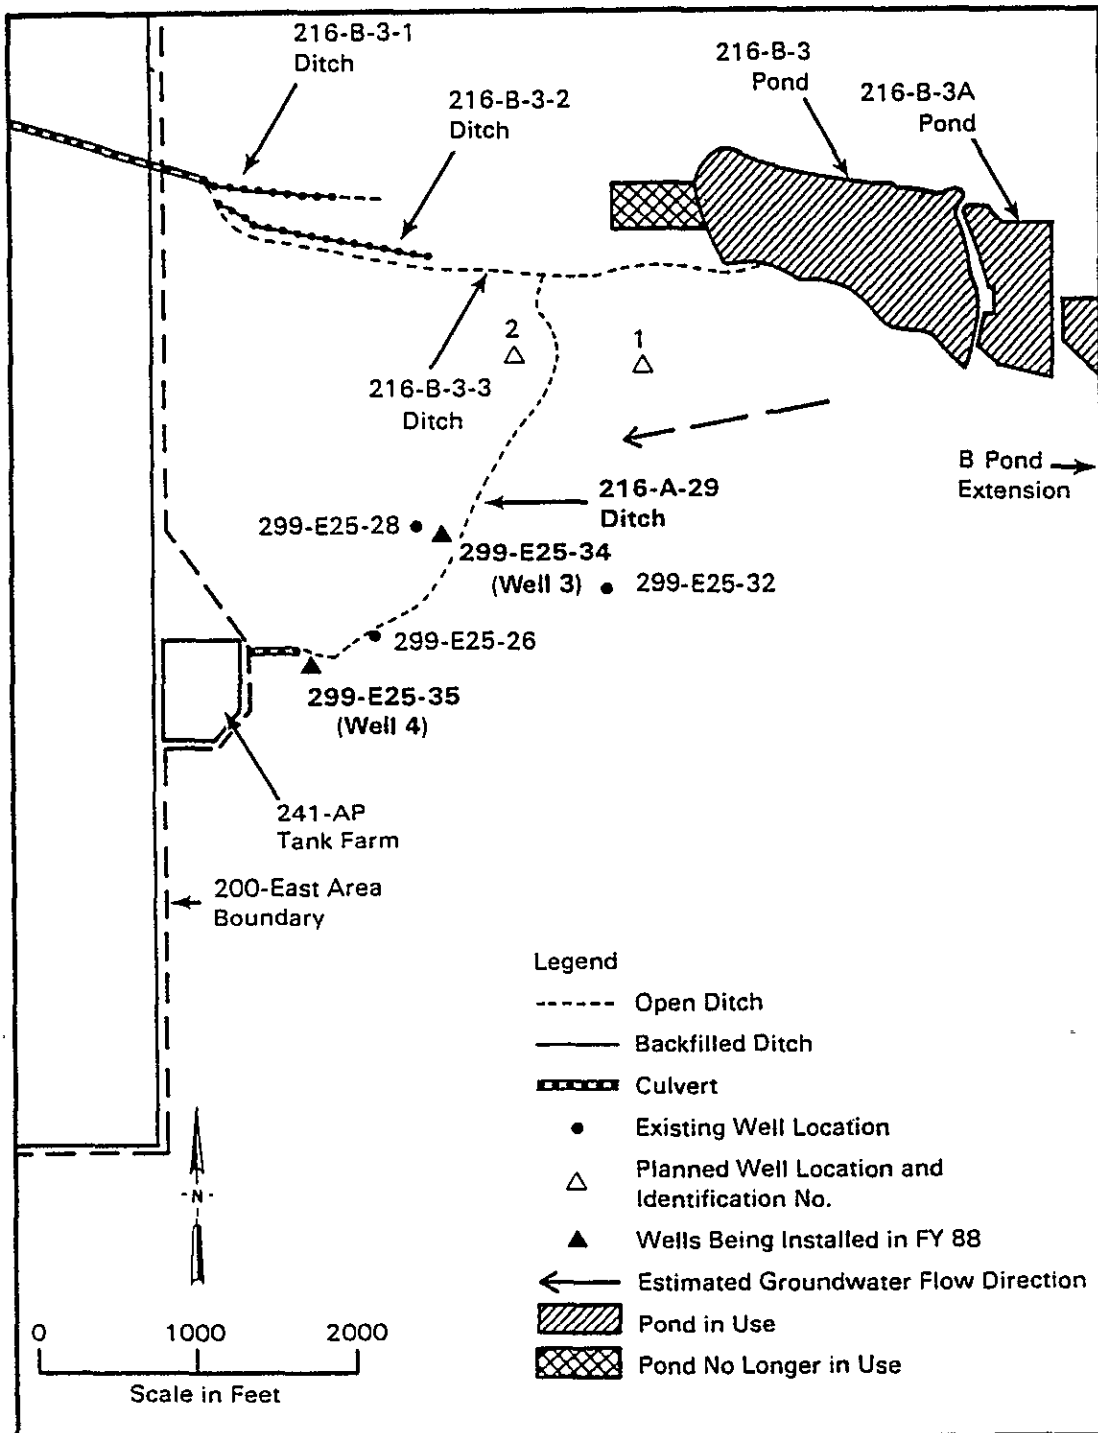 216-B-3-1
Ditch
216-B-3-2
Ditch
216-B-3
Pond
216-B-3A
Pond
2
1
216-B-3-3
Ditch
B Pond
Extension
216-A-29
Ditch
299-E25-28
299-E25-34
(Well 3)
299-E25-32
299-E25-26
299-E25-35
(Well 4)
241-AP
Tank Farm
200-East Area
Boundary
Legend
Open Ditch
Backfilled Ditch
Culvert
Existing Well Location
Planned Well Location and
Identification No.
Wells Being Installed in FY 88
Estimated Groundwater Flow Direction
Pond in Use
Pond No Longer in Use
-N-
0 1000 2000
Scale in Feet